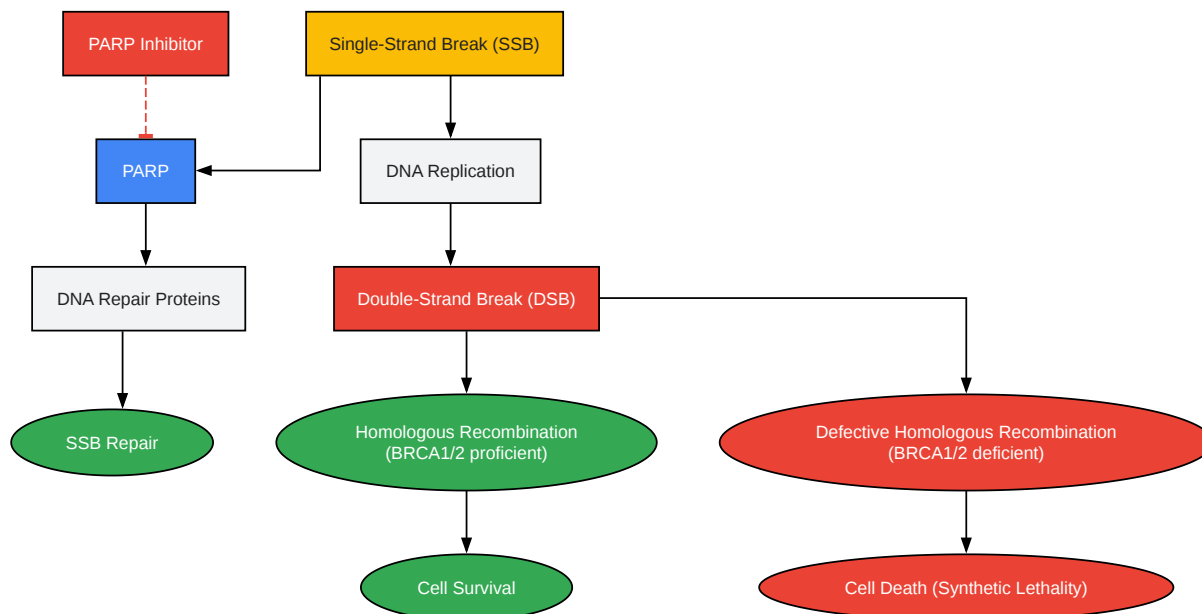 PARP Inhibitor
Single-Strand Break (SSB)
PARP
DNA Replication
DNA Repair Proteins
Double-Strand Break (DSB)
SSB Repair
Homologous Recombination
(BRCA1/2 proficient)
Defective Homologous Recombination
(BRCA1/2 deficient)
Cell Survival
Cell Death (Synthetic Lethality)